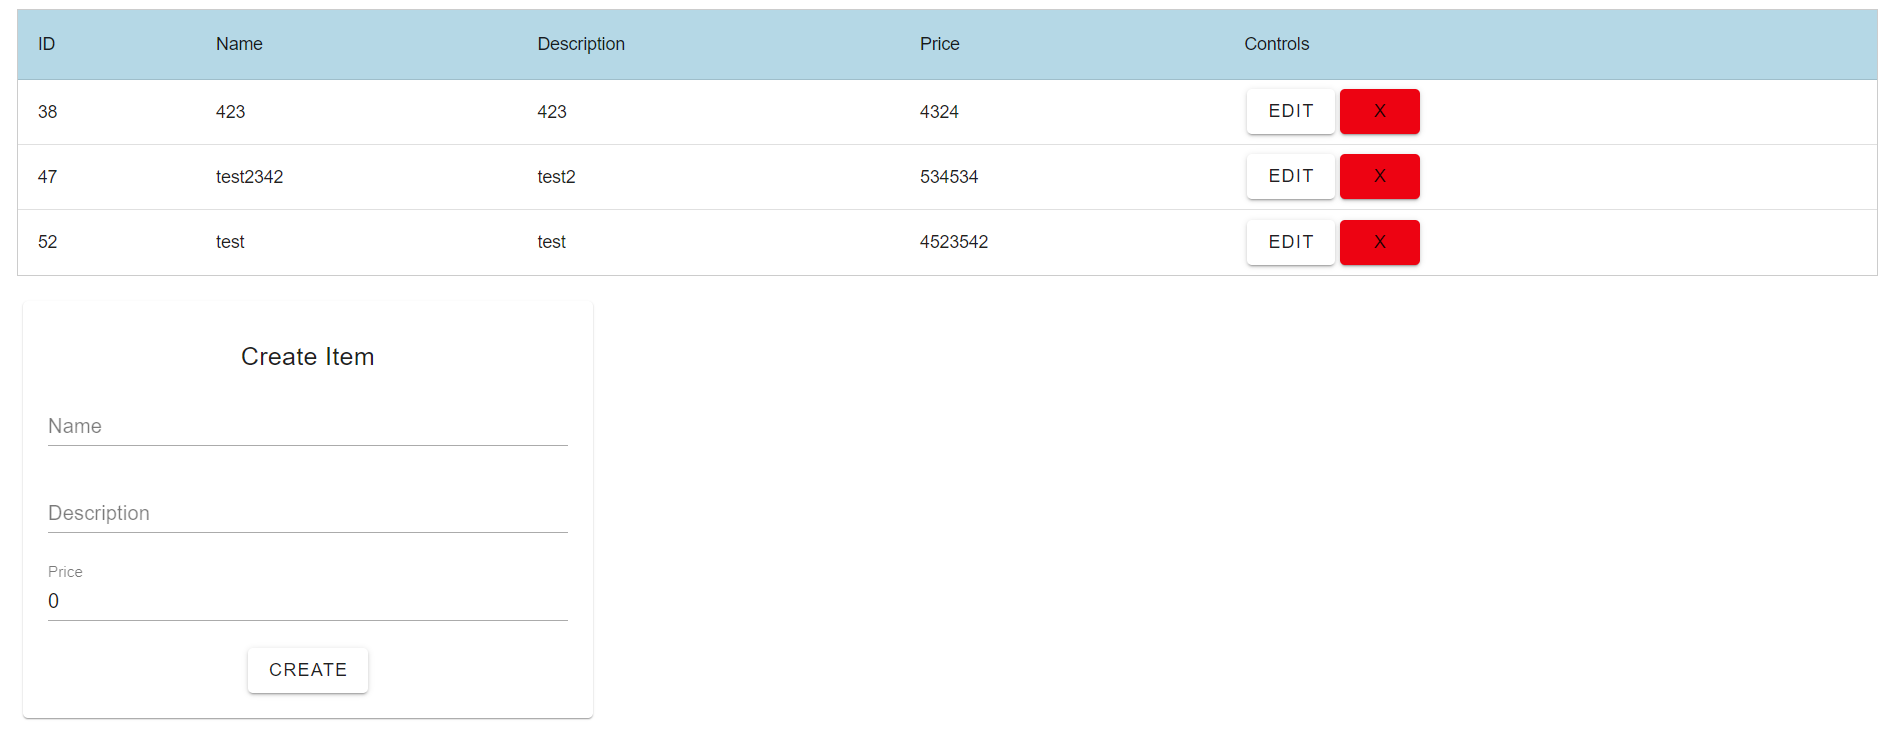 ID Name Description Price Controls
38 423 423 4324 EDIT X
47 test2342 test2 534534 EDIT X
52 test test 4523542 EDIT X
Create Item
Name
Description
Price
0
CREATE